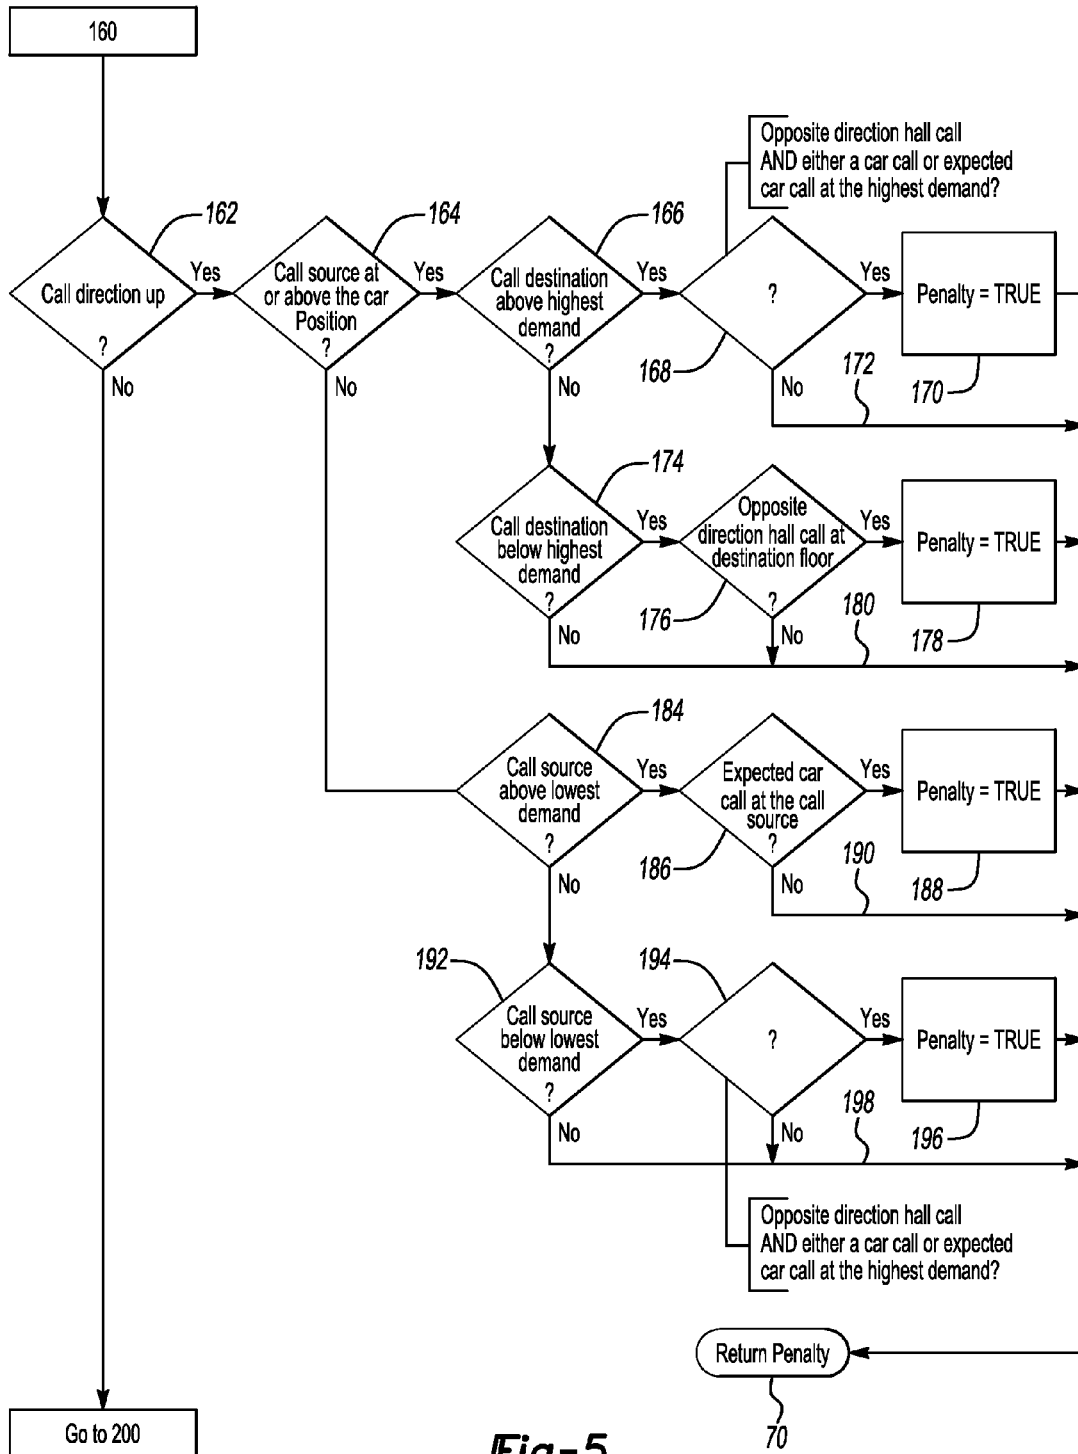 160
162
164
166
Opposite direction hall call
AND either a car call or expected
car call at the highest demand?
Call direction up
?
Yes
No
Call source at
or above the car
Position
?
Yes
No
Call destination
above highest
demand
?
Yes
No
?
168
Yes
No
172
Penalty = TRUE
170
174
Call destination
below highest
demand
?
Yes
No
Opposite
direction hall call at
destination floor
?
176
Yes
No
180
Penalty = TRUE
178
184
Call source
above lowest
demand
?
Yes
No
Expected car
call at the call
source
?
186
Yes
No
190
Penalty = TRUE
188
192
Call source
below lowest
demand
?
Yes
No
194
?
Yes
No
198
Penalty = TRUE
196
Opposite direction hall call
AND either a car call or expected
car call at the highest demand?
Return Penalty
70
Go to 200
Fig-5